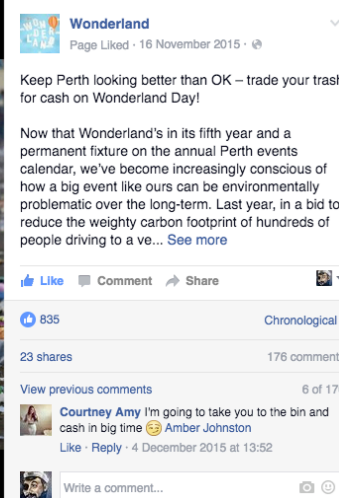 WONDERLAND
Wonderland
Page Liked · 16 November 2015 ·
Keep Perth looking better than OK – trade your trash
for cash on Wonderland Day!
Now that Wonderland's in its fifth year and a
permanent fixture on the annual Perth events
calendar, we've become increasingly conscious of
how a big event like ours can be environmentally
problematic over the long-term. Last year, in a bid to
reduce the weighty carbon footprint of hundreds of
people driving to a ve... See more
Like Comment Share
835 Chronological
23 shares 176 comment
View previous comments 6 of 17
Courtney Amy I'm going to take you to the bin and
cash in big time 😏 Amber Johnston
Like · Reply · 4 December 2015 at 13:52
Write a comment...